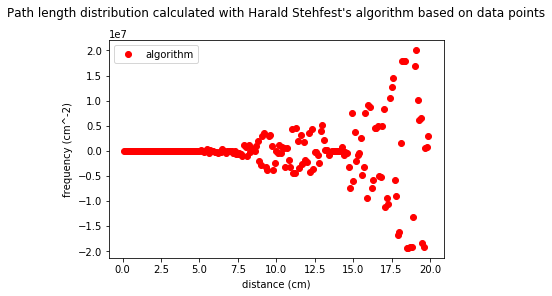 Path length distribution calculated with Harald Stehfest's algorithm based on data points
1e7
algorithm
2.0
1.5
1.0
0.5
0.0
−0.5
−1.0
−1.5
−2.0
frequency (cm^-2)
0.0 2.5 5.0 7.5 10.0 12.5 15.0 17.5 20.0
distance (cm)